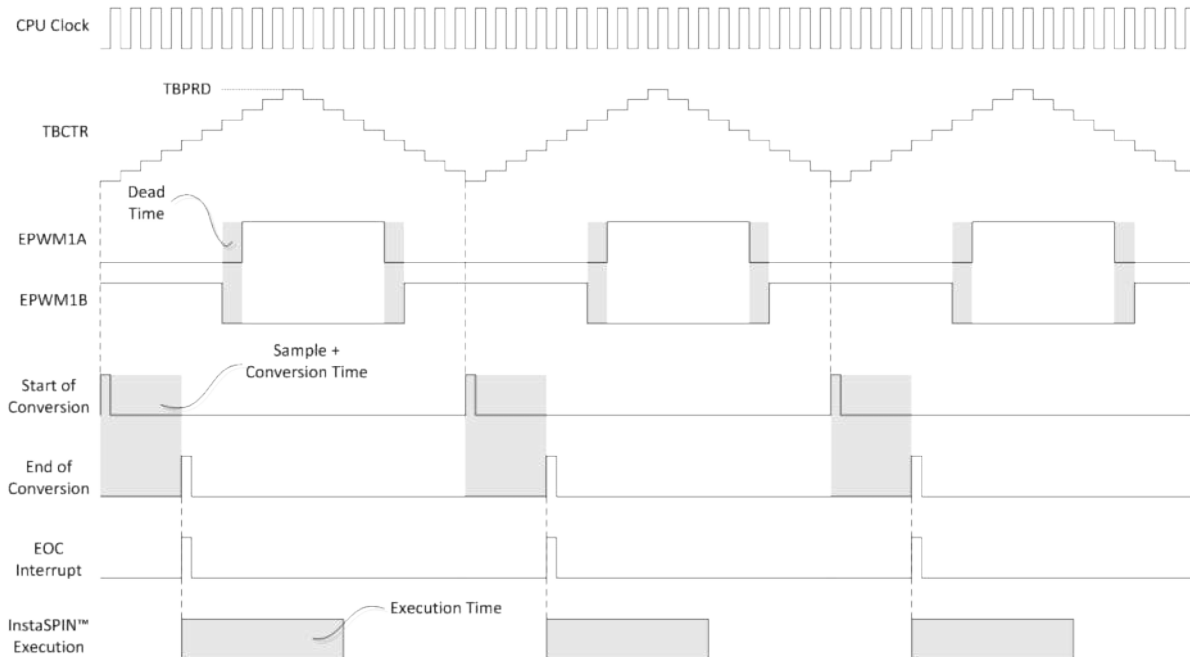 CPU Clock
TBPRD
TBCTR
Dead
Time
EPWM1A
EPWM1B
Sample +
Conversion Time
Start of
Conversion
End of
Conversion
EOC
Interrupt
Execution Time
InstaSPIN™
Execution